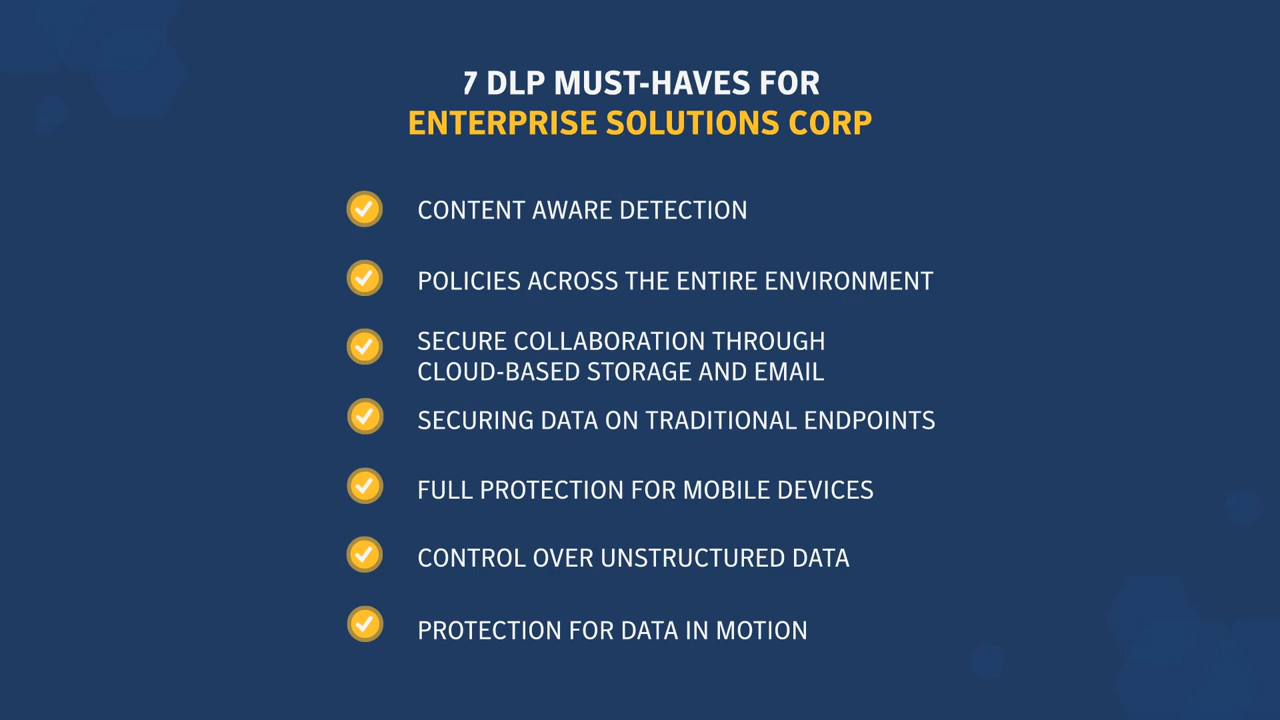 7 DLP MUST-HAVES FOR
ENTERPRISE SOLUTIONS CORP
CONTENT AWARE DETECTION
POLICIES ACROSS THE ENTIRE ENVIRONMENT
SECURE COLLABORATION THROUGH
CLOUD-BASED STORAGE AND EMAIL
SECURING DATA ON TRADITIONAL ENDPOINTS
FULL PROTECTION FOR MOBILE DEVICES
CONTROL OVER UNSTRUCTURED DATA
PROTECTION FOR DATA IN MOTION